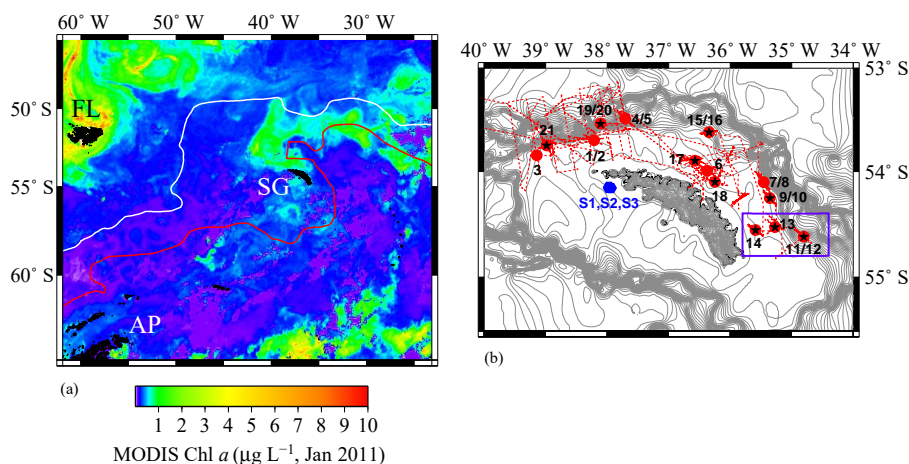 60° W 50° W 40° W 30° W
50° S
55° S
60° S
FL
SG
AP
(a)
1 2 3 4 5 6 7 8 9 10
MODIS Chl a (µg L−1, Jan 2011)
40° W 39° W 38° W 37° W 36° W 35° W 34° W
53° S
54° S
55° S
19/20
4/5
15/16
21
1/2
3
17
6
18
7/8
9/10
S1,S2,S3
13
14
11/12
(b)